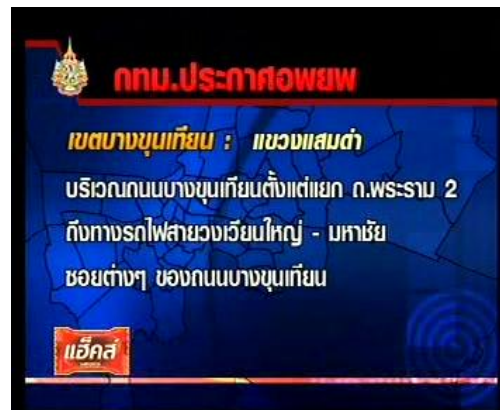 กทม.ประกาศอพยพ
เขตบางขุนเทียน : แขวงแสมดำ
บริเวณถนนบางขุนเทียนตั้งแต่แยก ถ.พระราม 2
ถึงทางรถไฟสายวงเวียนใหญ่ - มหาชัย
ซอยต่างๆ ของถนนบางขุนเทียน
แฮ็คส์